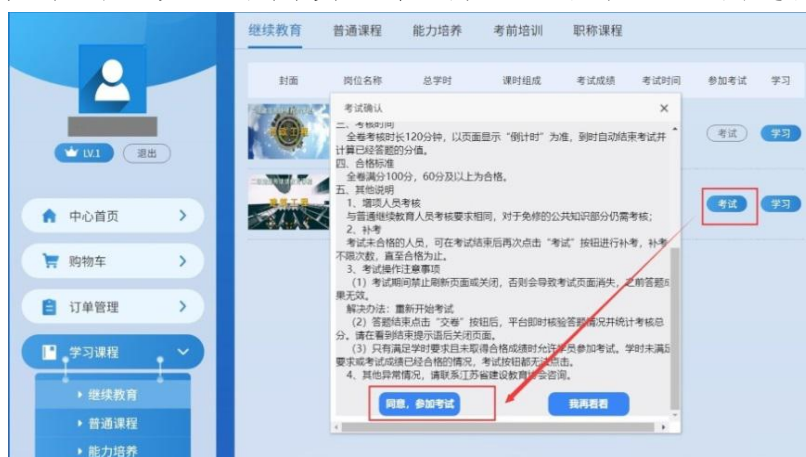 继续教育 普通课程 能力培养 考前培训 职称课程
封面 岗位名称 总学时 课时组成 考试成绩 考试时间 参加考试 学习
LV.1 退出
中心首页
购物车
订单管理
学习课程
继续教育
普通课程
能力培养
考试确认
三、考核时间
全卷考核时长120分钟，以页面显示“倒计时”为准，到时自动结束考试并
计算已经答题的分值。
四、合格标准
全卷满分100分，60分及以上为合格。
五、其他说明
1、增项人员考核
与普通继续教育人员考核要求相同，对于免修的公共知识部分仍需考核；
2、补考
考试未合格的人员，可在考试结束后再次点击“考试”按钮进行补考，补考
不限次数，直至合格为止。
3、考试操作注意事项
（1）考试期间禁止刷新页面或关闭，否则会导致考试页面消失，之前答题
果无效。
解决办法：重新开始考试
（2）答题结束点击“交卷”按钮后，平台即时核验答题情况并统计考核总
分。请在看到结束提示语后关闭页面。
（3）只有满足学时要求且未取得合格成绩时允许学员参加考试。学时未满足
要求或考试成绩已经合格的情况，考试按钮都无法点击。
4、其他异常情况，请联系江苏省建设教育协会咨询。
同意，参加考试 我再看看
考试 学习
考试 学习